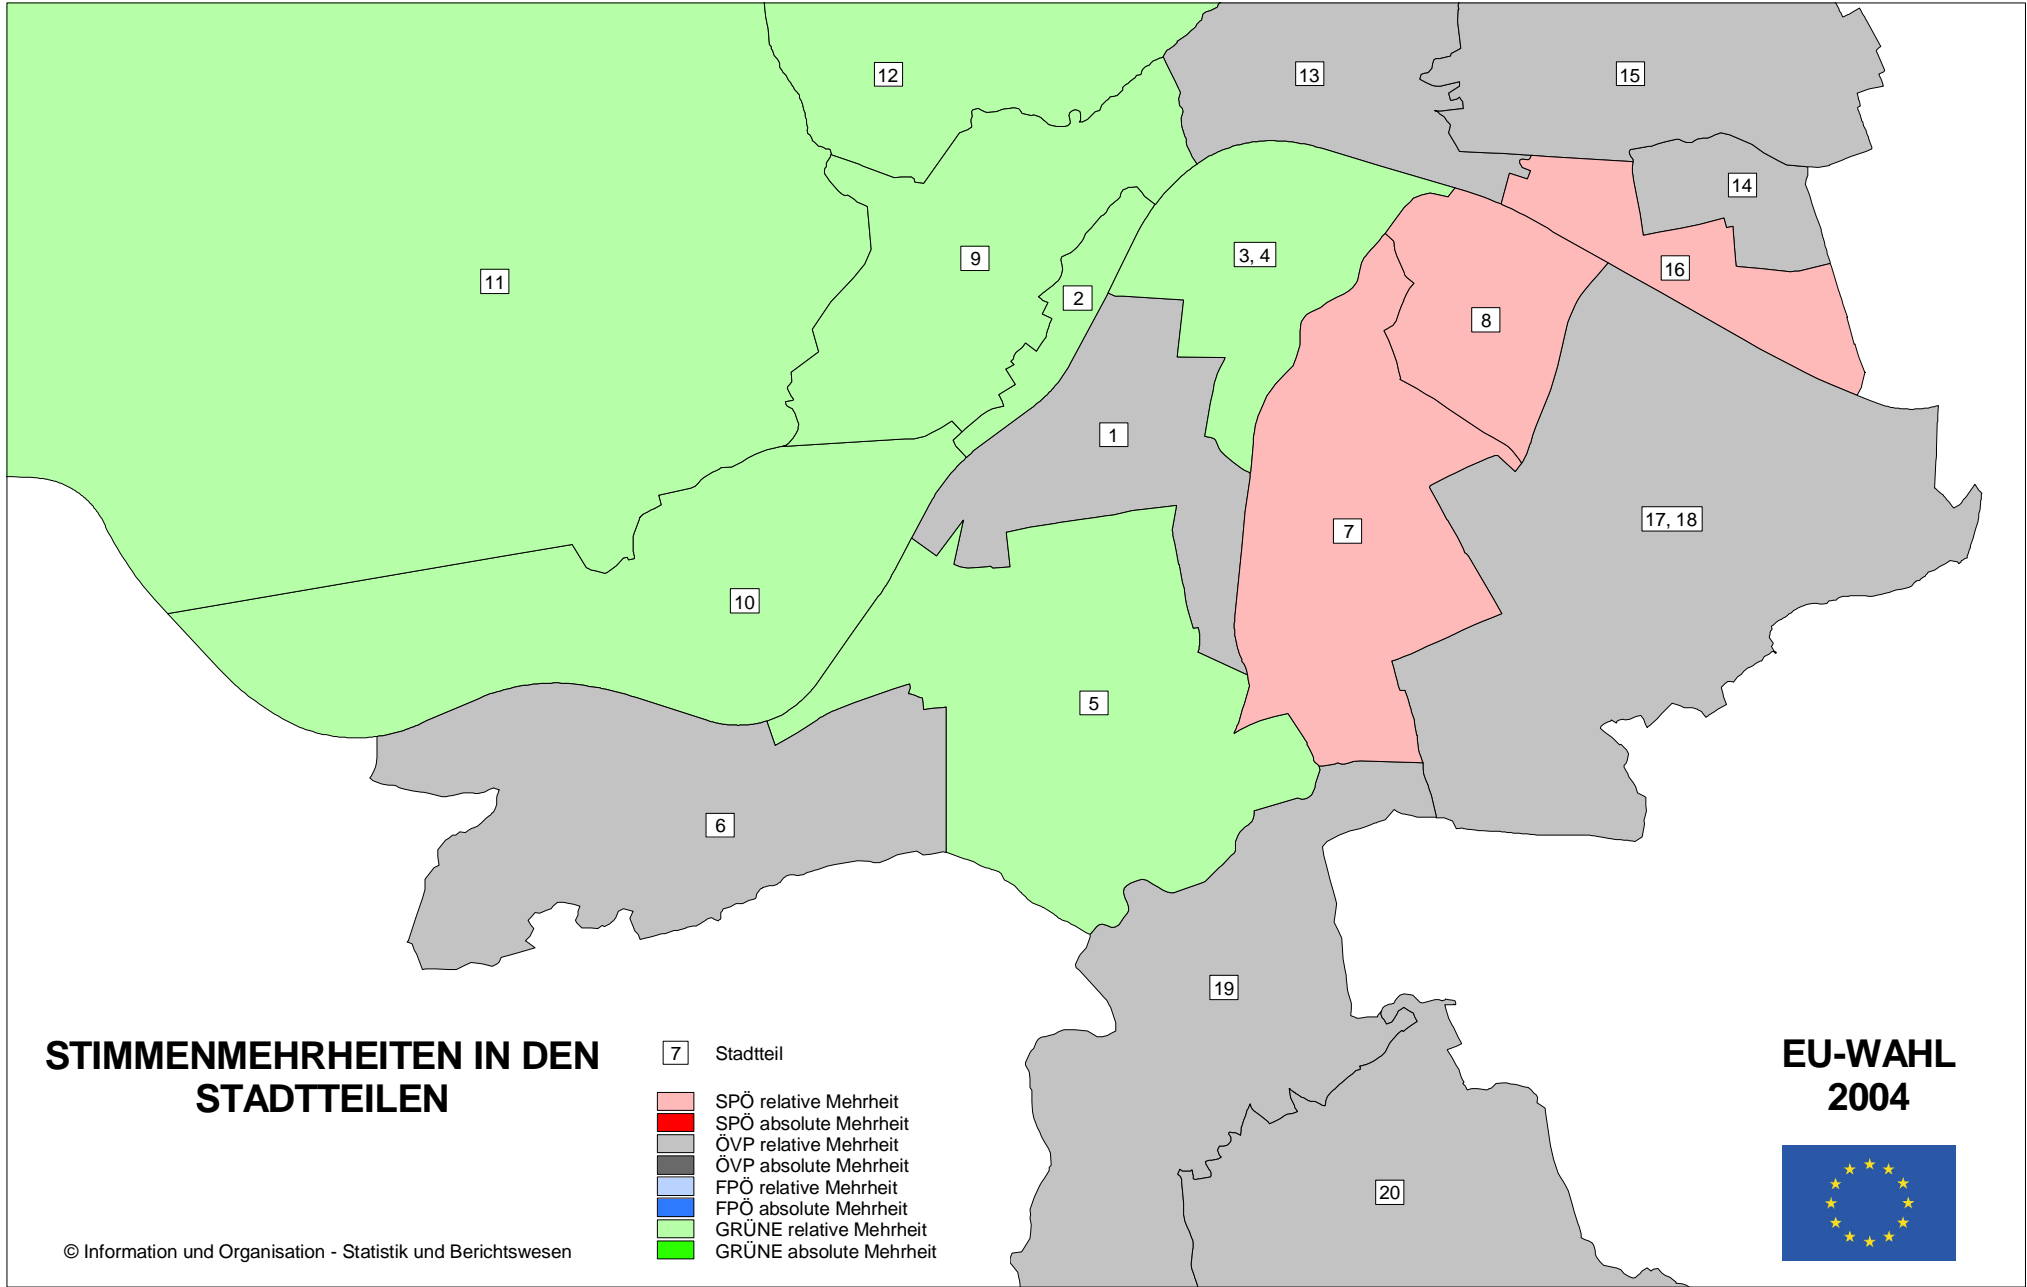 12
13
15
14
11
9
3, 4
16
2
8
1
17, 18
7
10
5
6
19
20
STIMMENMEHRHEITEN IN DEN
STADTTEILEN
7 Stadtteil
SPÖ relative Mehrheit
SPÖ absolute Mehrheit
ÖVP relative Mehrheit
ÖVP absolute Mehrheit
FPÖ relative Mehrheit
FPÖ absolute Mehrheit
GRÜNE relative Mehrheit
GRÜNE absolute Mehrheit
EU-WAHL
2004
© Information und Organisation - Statistik und Berichtswesen